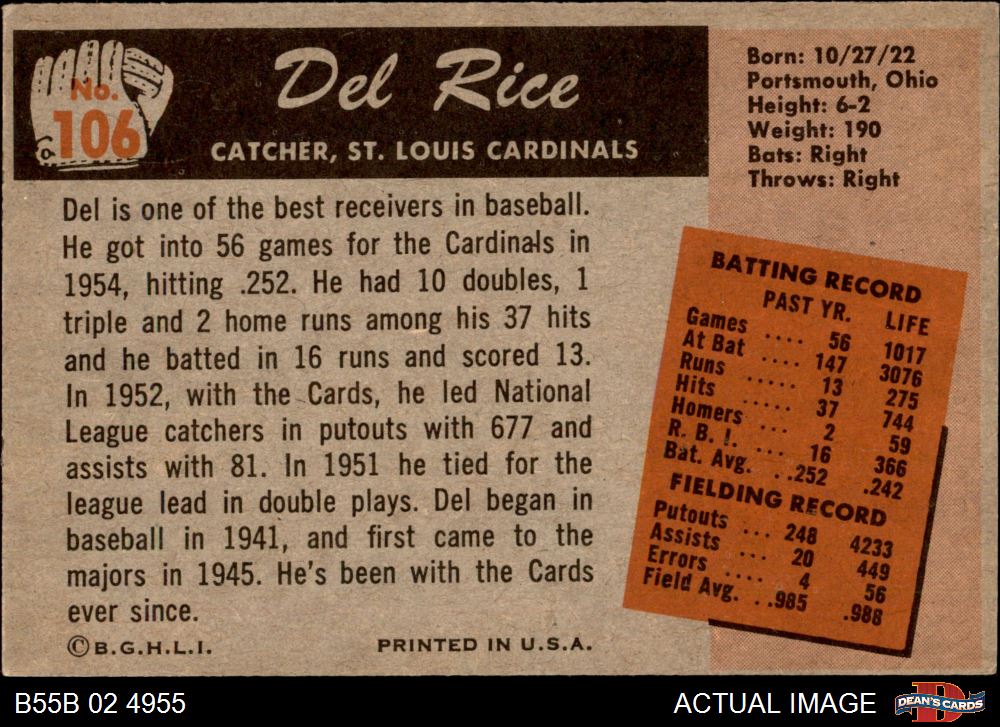 No.
106
Del Rice
CATCHER, ST. LOUIS CARDINALS
Born: 10/27/22
Portsmouth, Ohio
Height: 6-2
Weight: 190
Bats: Right
Throws: Right
Del is one of the best receivers in baseball.
He got into 56 games for the Cardinals in
1954, hitting .252. He had 10 doubles, 1
triple and 2 home runs among his 37 hits
and he batted in 16 runs and scored 13.
In 1952, with the Cards, he led National
League catchers in putouts with 677 and
assists with 81. In 1951 he tied for the
league lead in double plays. Del began in
baseball in 1941, and first came to the
majors in 1945. He's been with the Cards
ever since.
©B.G.H.L.I. PRINTED IN U.S.A.
BATTING RECORD
PAST YR. LIFE
Games .... 56 1017
At Bat .... 147 3076
Runs ..... 13 275
Hits ..... 37 744
Homers ... 2 59
R. B. I. ... 16 366
Bat. Avg. ..252 .242
FIELDING RECORD
Putouts ... 248 4233
Assists ... 20 449
Errors .... 4 56
Field Avg. ..985 .988
B55B 02 4955
ACTUAL IMAGE
D
DEAN'S CARDS